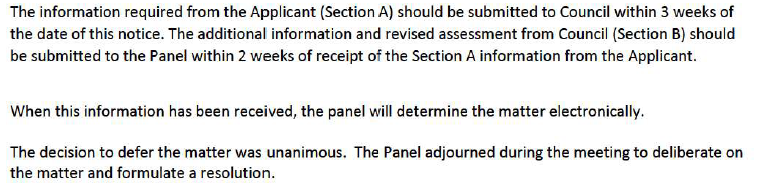 The information required from the Applicant (Section A) should be submitted to Council within 3 weeks of
the date of this notice. The additional information and revised assessment from Council (Section B) should
be submitted to the Panel within 2 weeks of receipt of the Section A information from the Applicant.
When this information has been received, the panel will determine the matter electronically.
The decision to defer the matter was unanimous.  The Panel adjourned during the meeting to deliberate on
the matter and formulate a resolution.